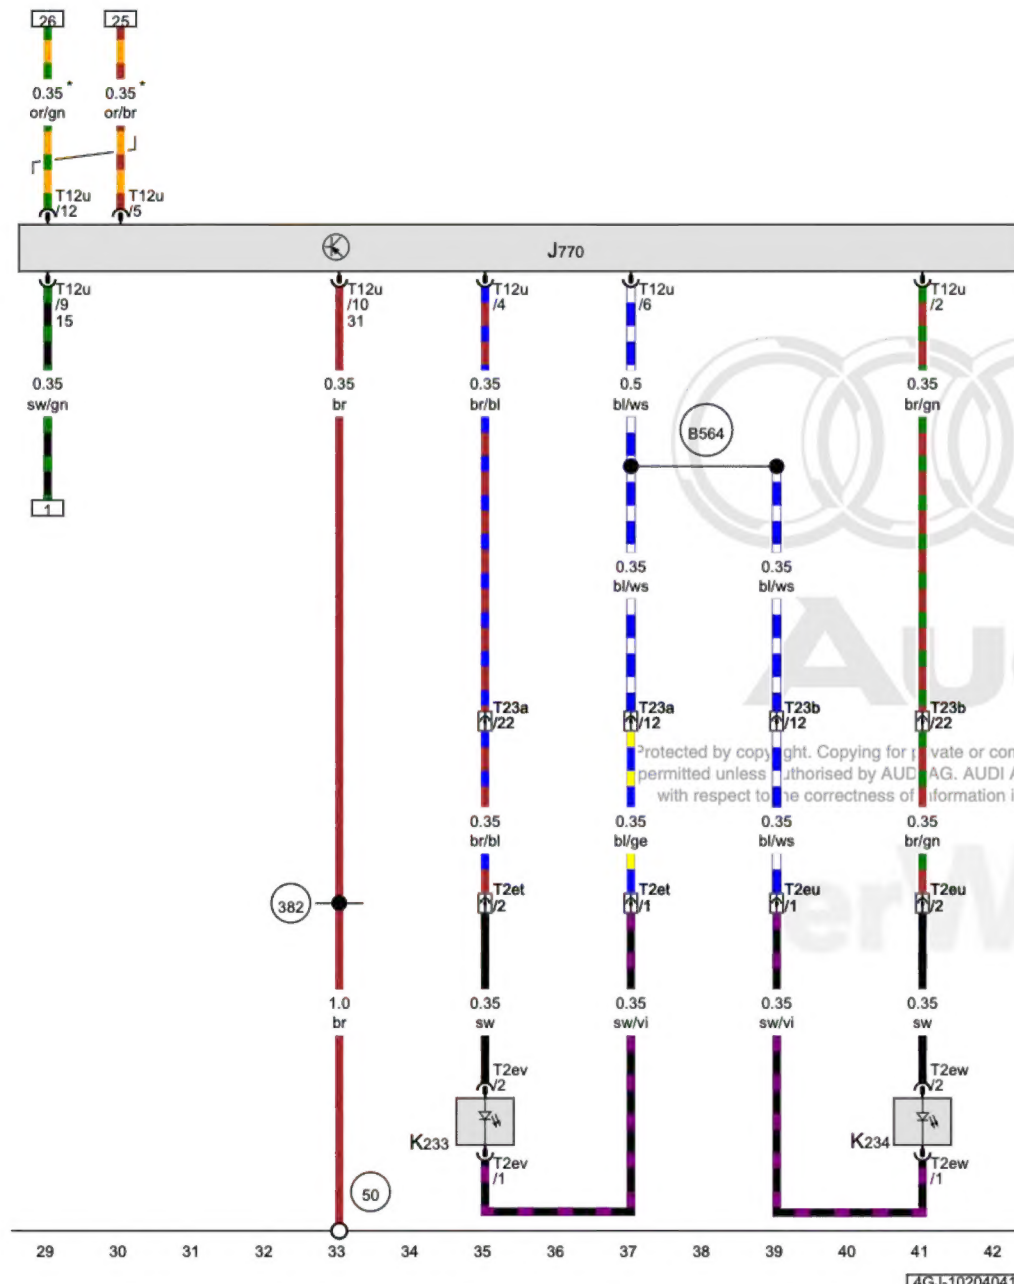 26 25
0.35 * 0.35 *
or/gn or/br
T12u T12u
/12 /5
J770
T12u T12u T12u T12u T12u
/9 /10 /4 /6 /2
15 31
0.35 0.35 0.35 0.5 0.35
sw/gn br br/bl bl/ws br/gn
B564
1
0.35 0.35
bl/ws bl/ws
T23a T23a T23b T23b
/22 /12 /12 /22
Protected by copyright. Copying for private or com
permitted unless authorised by AUDI AG. AUDI A
with respect to the correctness of information i
0.35 0.35 0.35 0.35
br/bl bl/ge bl/ws br/gn
T2et T2et T2eu T2eu
/2 /1 /1 /2
382
1.0 0.35 0.35 0.35 0.35
br sw sw/vi sw/vi sw
T2ev T2ew
/2 /2
K233 K234
T2ev T2ew
/1 /1
50
29 30 31 32 33 34 35 36 37 38 39 40 41 42